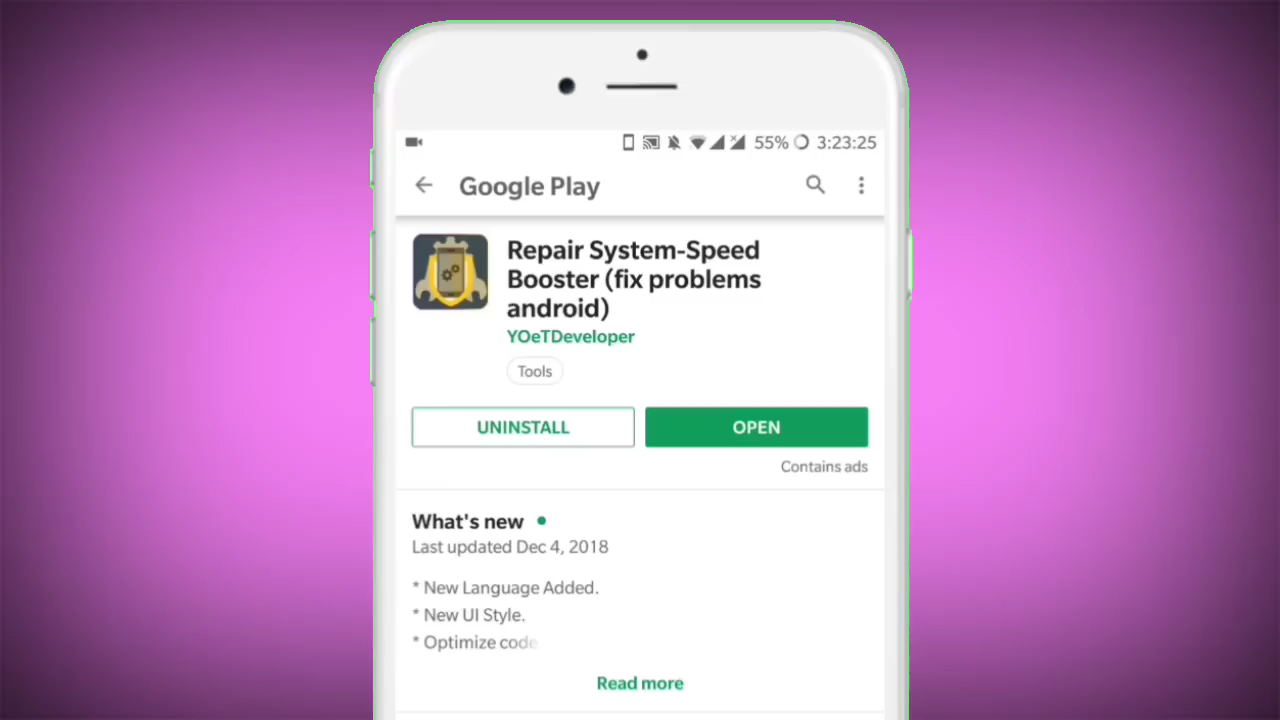 55% 3:23:25
Google Play
Repair System-Speed
Booster (fix problems
android)
YOeTDeveloper
Tools
UNINSTALL
OPEN
Contains ads
What's new
Last updated Dec 4, 2018
* New Language Added.
* New UI Style.
* Optimize code
Read more